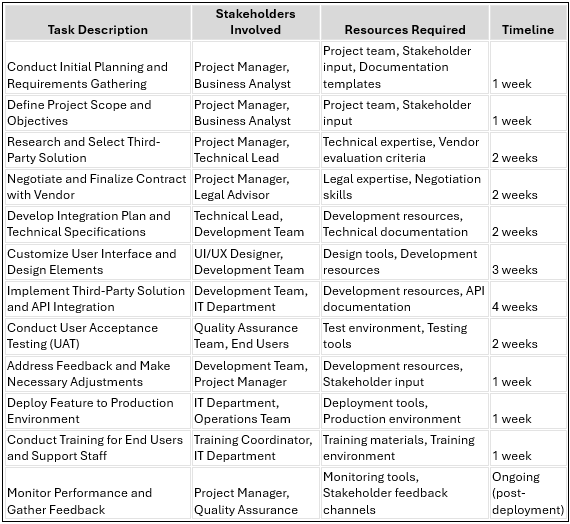 Task Description
Stakeholders
Involved
Resources Required
Timeline
Conduct Initial Planning and
Requirements Gathering
Project Manager,
Business Analyst
Project team, Stakeholder
input, Documentation
templates
1 week
Define Project Scope and
Objectives
Project Manager,
Business Analyst
Project team, Stakeholder
input
1 week
Research and Select Third-
Party Solution
Project Manager,
Technical Lead
Technical expertise, Vendor
evaluation criteria
2 weeks
Negotiate and Finalize Contract
with Vendor
Project Manager,
Legal Advisor
Legal expertise, Negotiation
skills
2 weeks
Develop Integration Plan and
Technical Specifications
Technical Lead,
Development Team
Development resources,
Technical documentation
2 weeks
Customize User Interface and
Design Elements
UI/UX Designer,
Development Team
Design tools, Development
resources
3 weeks
Implement Third-Party Solution
and API Integration
Development Team,
IT Department
Development resources, API
documentation
4 weeks
Conduct User Acceptance
Testing (UAT)
Quality Assurance
Team, End Users
Test environment, Testing
tools
2 weeks
Address Feedback and Make
Necessary Adjustments
Development Team,
Project Manager
Development resources,
Stakeholder input
1 week
Deploy Feature to Production
Environment
IT Department,
Operations Team
Deployment tools,
Production environment
1 week
Conduct Training for End Users
and Support Staff
Training Coordinator,
IT Department
Training materials, Training
environment
1 week
Monitor Performance and
Gather Feedback
Project Manager,
Quality Assurance
Monitoring tools,
Stakeholder feedback
channels
Ongoing
(post-
deployment)